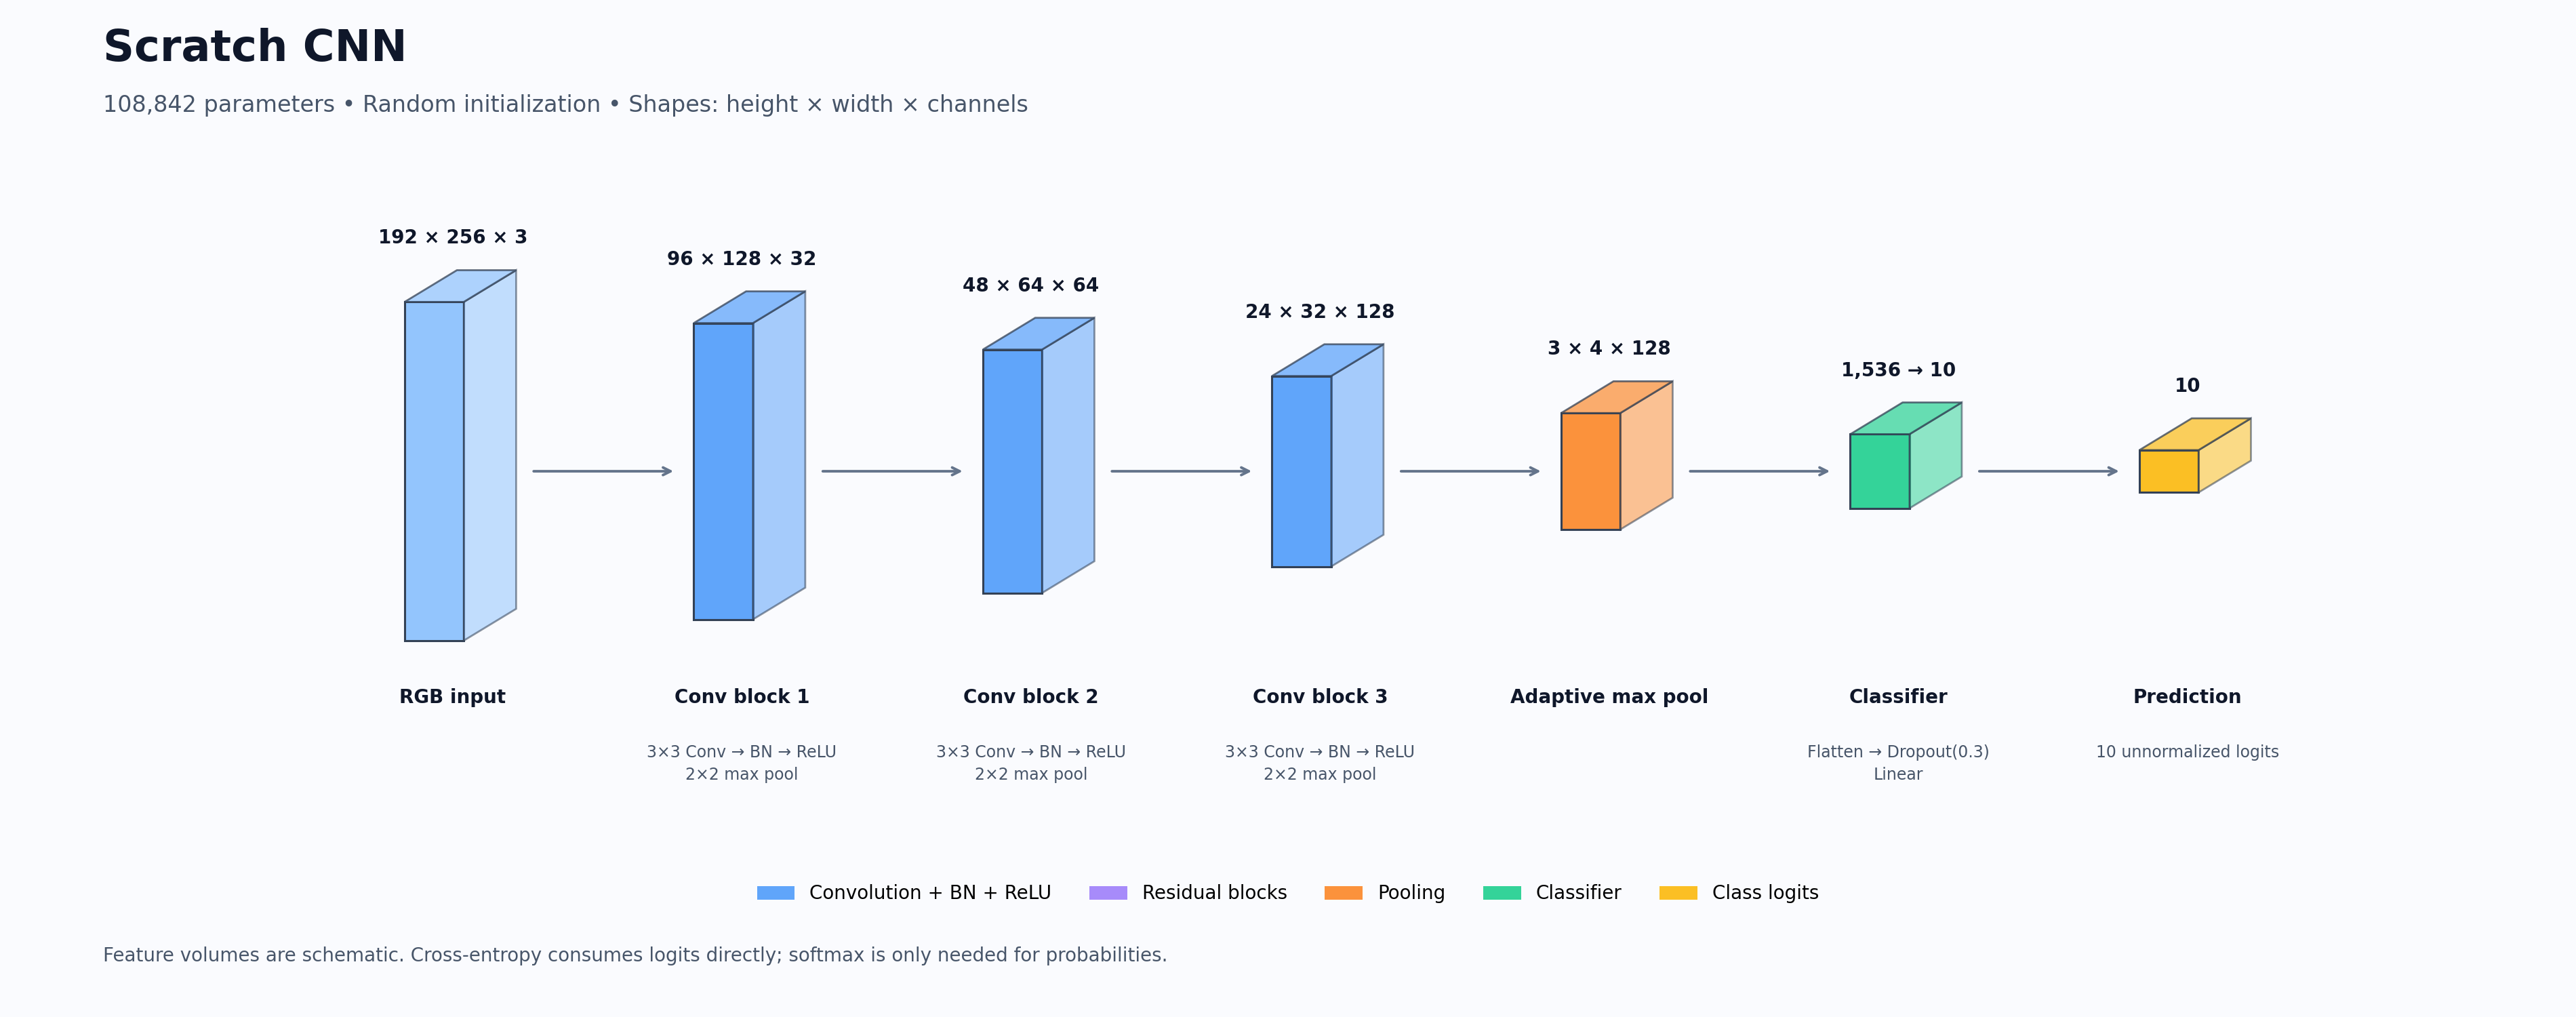 Scratch CNN
108,842 parameters • Random initialization • Shapes: height × width × channels
192 × 256 × 3
96 × 128 × 32
48 × 64 × 64
24 × 32 × 128
3 × 4 × 128
1,536 → 10
10
RGB input
Conv block 1
Conv block 2
Conv block 3
Adaptive max pool
Classifier
Prediction
3×3 Conv → BN → ReLU
2×2 max pool
3×3 Conv → BN → ReLU
2×2 max pool
3×3 Conv → BN → ReLU
2×2 max pool
Flatten → Dropout(0.3)
Linear
10 unnormalized logits
Convolution + BN + ReLU
Residual blocks
Pooling
Classifier
Class logits
Feature volumes are schematic. Cross-entropy consumes logits directly; softmax is only needed for probabilities.